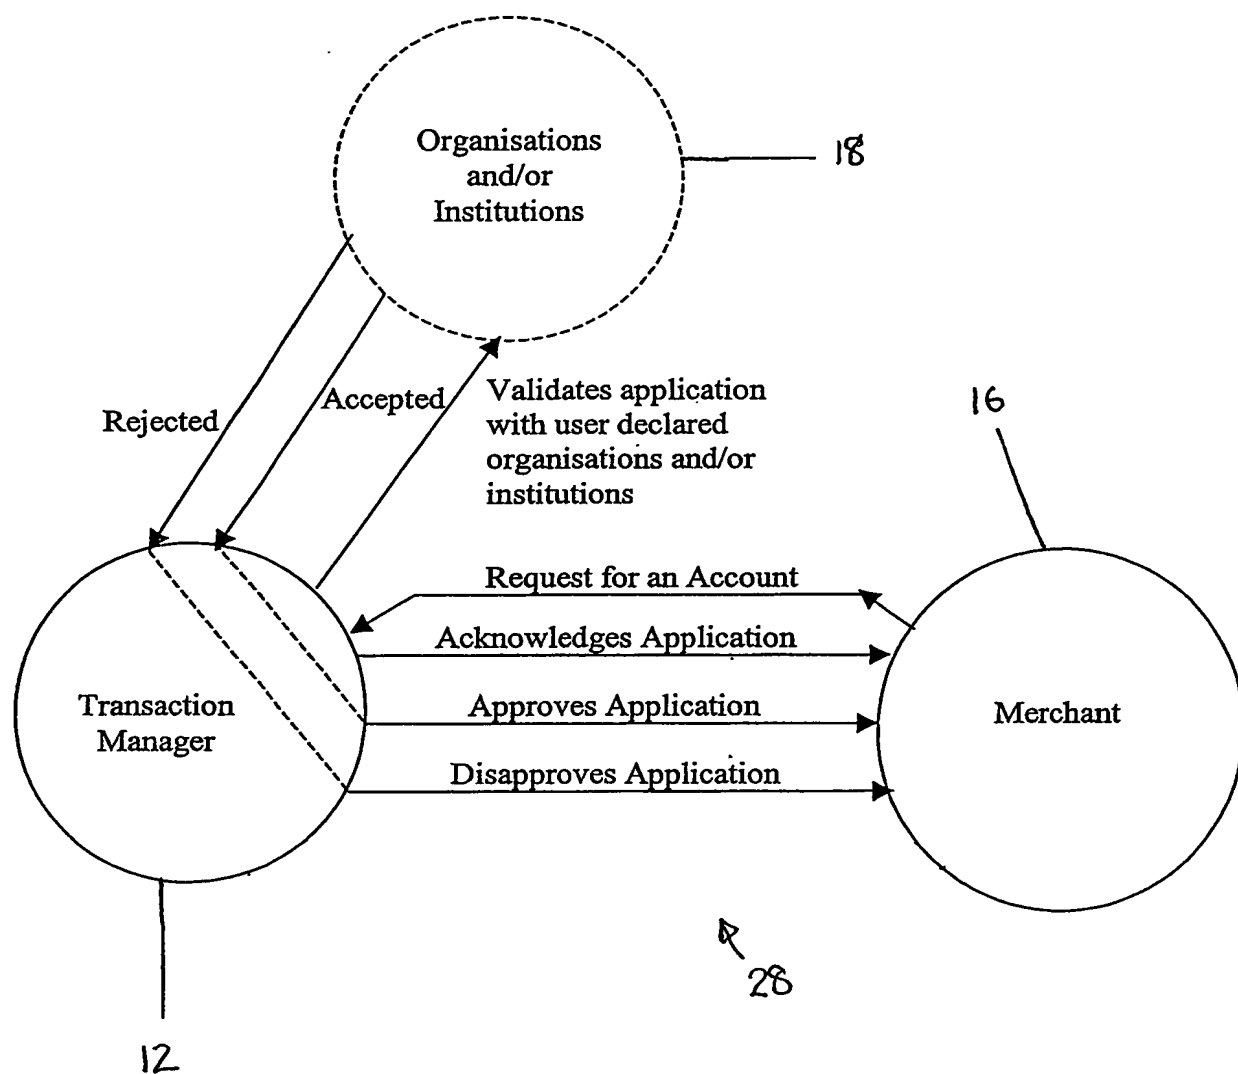 Organisations
and/or
Institutions
18
Rejected
Accepted
Validates application
with user declared
organisations and/or
institutions
16
Request for an Account
Acknowledges Application
Approves Application
Disapproves Application
Transaction
Manager
Merchant
28
12